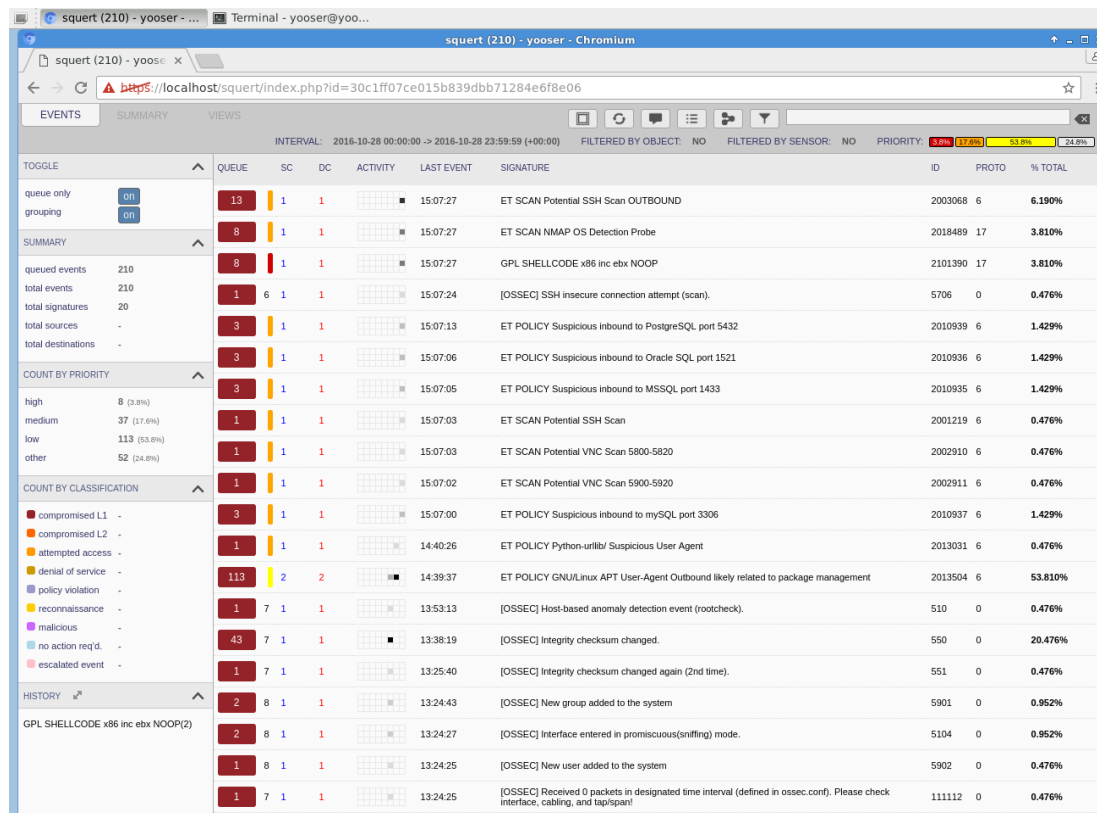 squert (210) - yooser - ... Terminal - yooser@yoo...
squert (210) - yooser - Chromium
squert (210) - yoose
https://localhost/squert/index.php?id=30c1ff07ce015b839dbb71284e6f8e06
EVENTS SUMMARY VIEWS
INTERVAL: 2016-10-28 00:00:00 -> 2016-10-28 23:59:59 (+00:00) FILTERED BY OBJECT: NO FILTERED BY SENSOR: NO PRIORITY: 3.8% 17.6% 53.8% 24.8%
TOGGLE
queue only on
grouping on
SUMMARY
queued events 210
total events 210
total signatures 20
total sources -
total destinations -
COUNT BY PRIORITY
high 8 (3.8%)
medium 37 (17.6%)
low 113 (53.8%)
other 52 (24.8%)
COUNT BY CLASSIFICATION
compromised L1 -
compromised L2 -
attempted access -
denial of service -
policy violation -
reconnaissance -
malicious -
no action req'd. -
escalated event -
HISTORY
GPL SHELLCODE x86 inc ebx NOOP(2)
QUEUE SC DC ACTIVITY LAST EVENT SIGNATURE ID PROTO % TOTAL
13 1 1 15:07:27 ET SCAN Potential SSH Scan OUTBOUND 2003068 6 6.190%
8 1 1 15:07:27 ET SCAN NMAP OS Detection Probe 2018489 17 3.810%
8 1 1 15:07:27 GPL SHELLCODE x86 inc ebx NOOP 2101390 17 3.810%
1 6 1 1 15:07:24 [OSSEC] SSH insecure connection attempt (scan). 5706 0 0.476%
3 1 1 15:07:13 ET POLICY Suspicious inbound to PostgreSQL port 5432 2010939 6 1.429%
3 1 1 15:07:06 ET POLICY Suspicious inbound to Oracle SQL port 1521 2010936 6 1.429%
3 1 1 15:07:05 ET POLICY Suspicious inbound to MSSQL port 1433 2010935 6 1.429%
1 1 1 15:07:03 ET SCAN Potential SSH Scan 2001219 6 0.476%
1 1 1 15:07:03 ET SCAN Potential VNC Scan 5800-5820 2002910 6 0.476%
1 1 1 15:07:02 ET SCAN Potential VNC Scan 5900-5920 2002911 6 0.476%
3 1 1 15:07:00 ET POLICY Suspicious inbound to mySQL port 3306 2010937 6 1.429%
1 1 1 14:40:26 ET POLICY Python-urllib/ Suspicious User Agent 2013031 6 0.476%
113 2 2 14:39:37 ET POLICY GNU/Linux APT User-Agent Outbound likely related to package management 2013504 6 53.810%
1 7 1 1 13:53:13 [OSSEC] Host-based anomaly detection event (rootcheck). 510 0 0.476%
43 7 1 1 13:38:19 [OSSEC] Integrity checksum changed. 550 0 20.476%
1 7 1 1 13:25:40 [OSSEC] Integrity checksum changed again (2nd time). 551 0 0.476%
2 8 1 1 13:24:43 [OSSEC] New group added to the system 5901 0 0.952%
2 8 1 1 13:24:27 [OSSEC] Interface entered in promiscuous(sniffing) mode. 5104 0 0.952%
1 8 1 1 13:24:25 [OSSEC] New user added to the system 5902 0 0.476%
1 7 1 1 13:24:25 [OSSEC] Received 0 packets in designated time interval (defined in ossec.conf). Please check 111112 0 0.476%
interface, cabling, and tap/span!